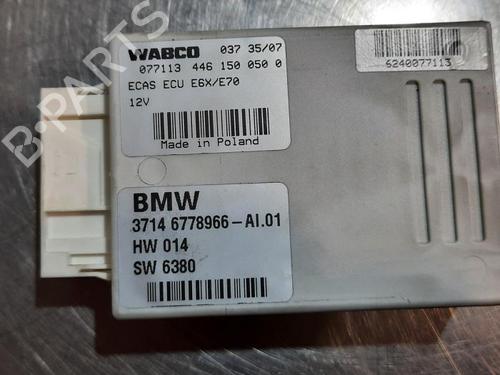 WABCO 037 35/07
077113 446 150 050 0
ECAS ECU E6X/E70
12V
Made in Poland
6240077113
BMW
3714 6778966-AI.01
HW 014
SW 6380
B-PARTS